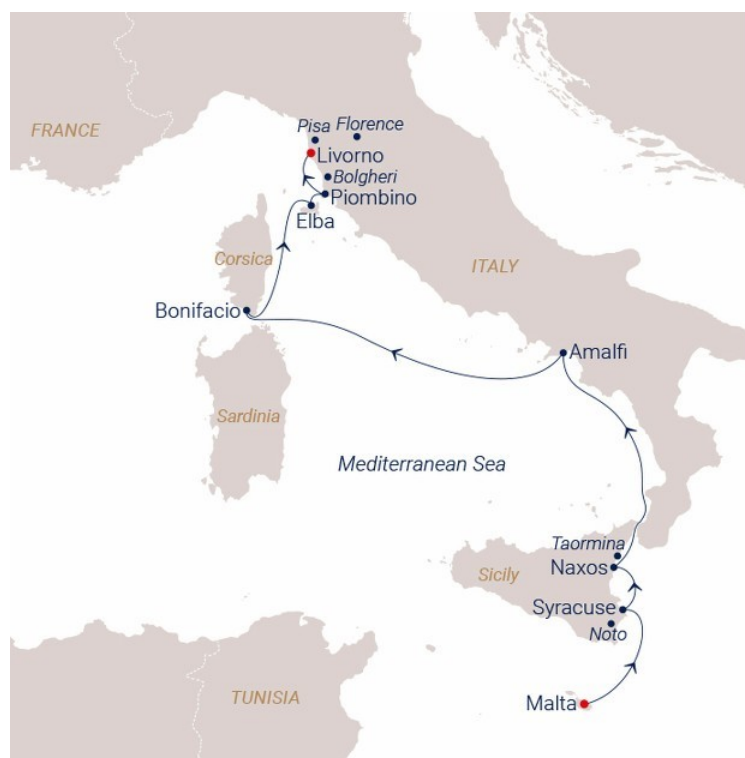 FRANCE
Pisa
Florence
Livorno
Bolgheri
Piombino
Elba
Corsica
ITALY
Bonifacio
Amalfi
Sardinia
Mediterranean Sea
Taormina
Naxos
Sicily
Syracuse
Noto
TUNISIA
Malta